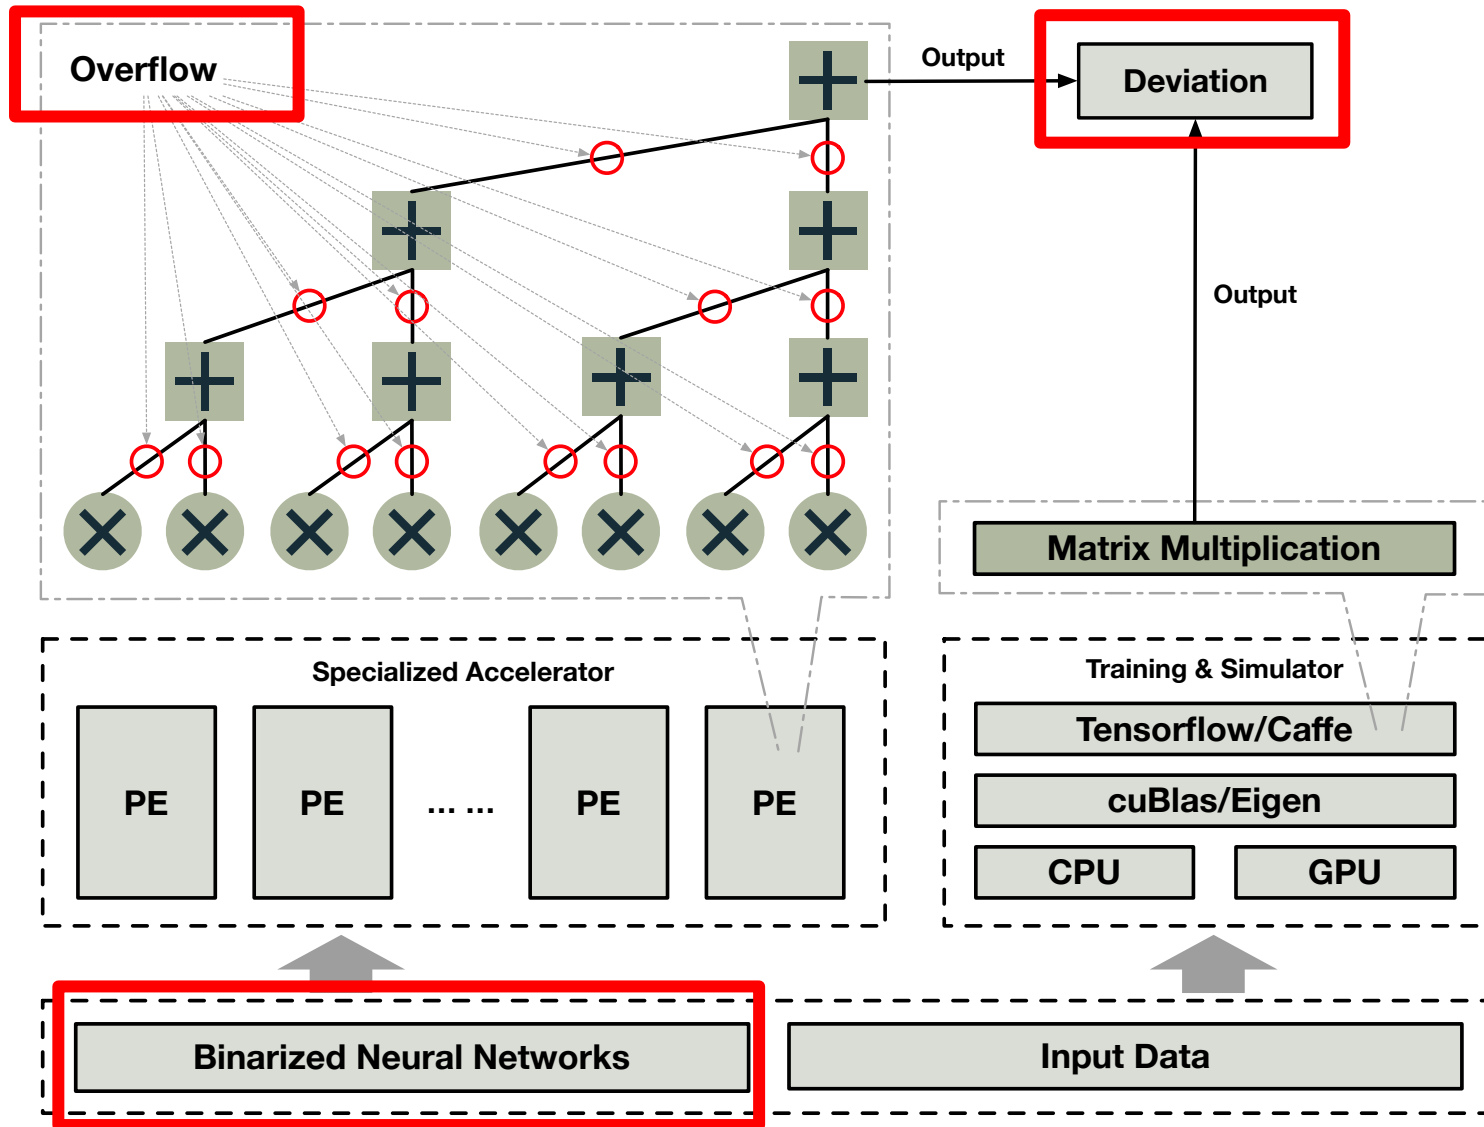 Overflow
Output
Deviation
Output
Matrix Multiplication
Specialized Accelerator
Training & Simulator
PE
PE
... ...
PE
PE
Tensorflow/Caffe
cuBlas/Eigen
CPU
GPU
Binarized Neural Networks
Input Data